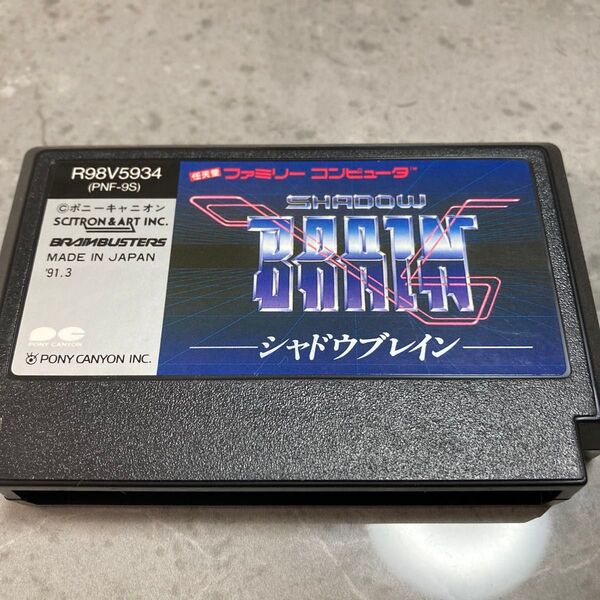 R98V5934
(PNF-9S)
©ポニーキャニオン
SCITRON & ART INC.
BRAINBUSTERS
MADE IN JAPAN
'91.3
PONY CANYON
PONY CANYON INC.
任天堂 ファミリー コンピュータ™
SHADOW
BRAIN
シャドウブレイン